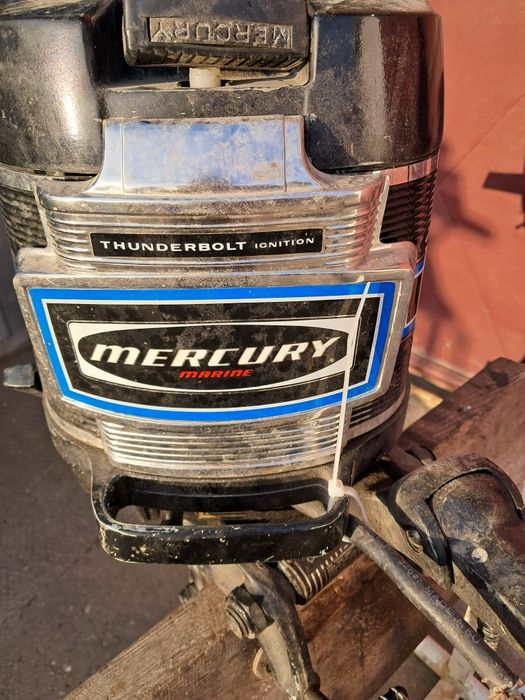 MERCURY
THUNDERBOLT IGNITION
MERCURY
MARINE